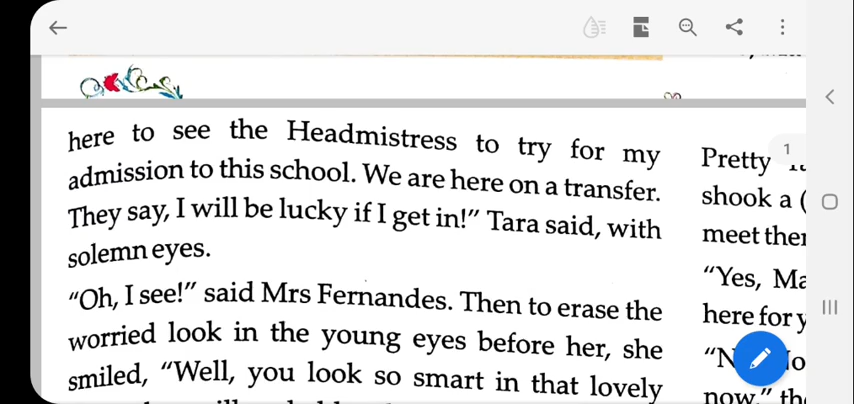 here to see the Headmistress to try for my
admission to this school. We are here on a transfer.
They say, I will be lucky if I get in!" Tara said, with
solemn eyes.
"Oh, I see!" said Mrs Fernandes. Then to erase the
worried look in the young eyes before her, she
smiled, "Well, you look so smart in that lovely
1
Pretty
shook a (
meet
"Yes,
here for
now," the